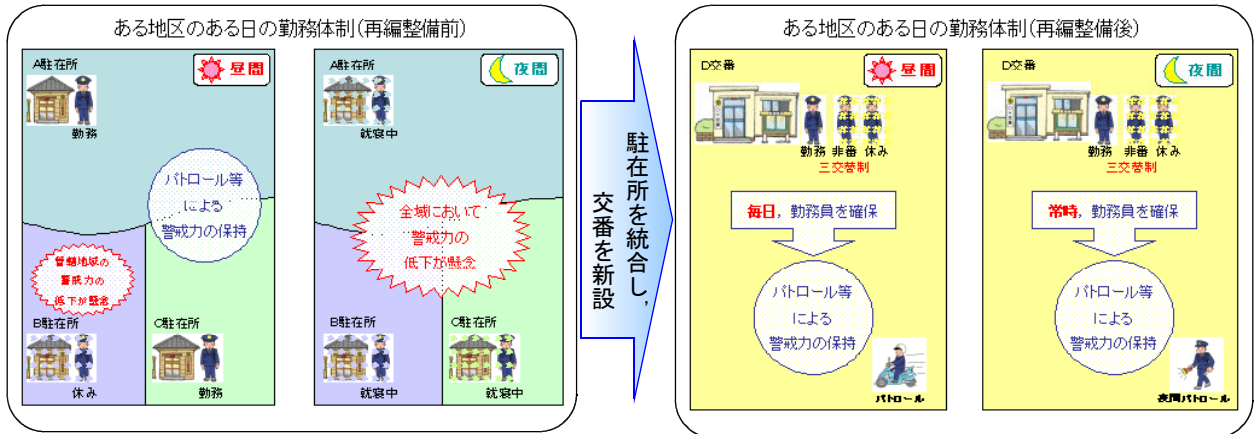 ある地区のある日の勤務体制(再編整備前)
A駐在所
昼間
勤務
パトロール等
による
警戒力の保持
管轄地域の
警戒力の
低下が懸念
B駐在所
休み
C駐在所
勤務
A駐在所
夜間
就寝中
全域において
警戒力の
低下が懸念
B駐在所
就寝中
C駐在所
就寝中
駐在所を統合し,
交番を新設
ある地区のある日の勤務体制(再編整備後)
D交番
昼間
勤務 非番 休み
三交替制
毎日, 勤務員を確保
パトロール等
による
警戒力の保持
パトロール
D交番
夜間
勤務 非番 休み
三交替制
常時, 勤務員を確保
パトロール等
による
警戒力の保持
夜間パトロール